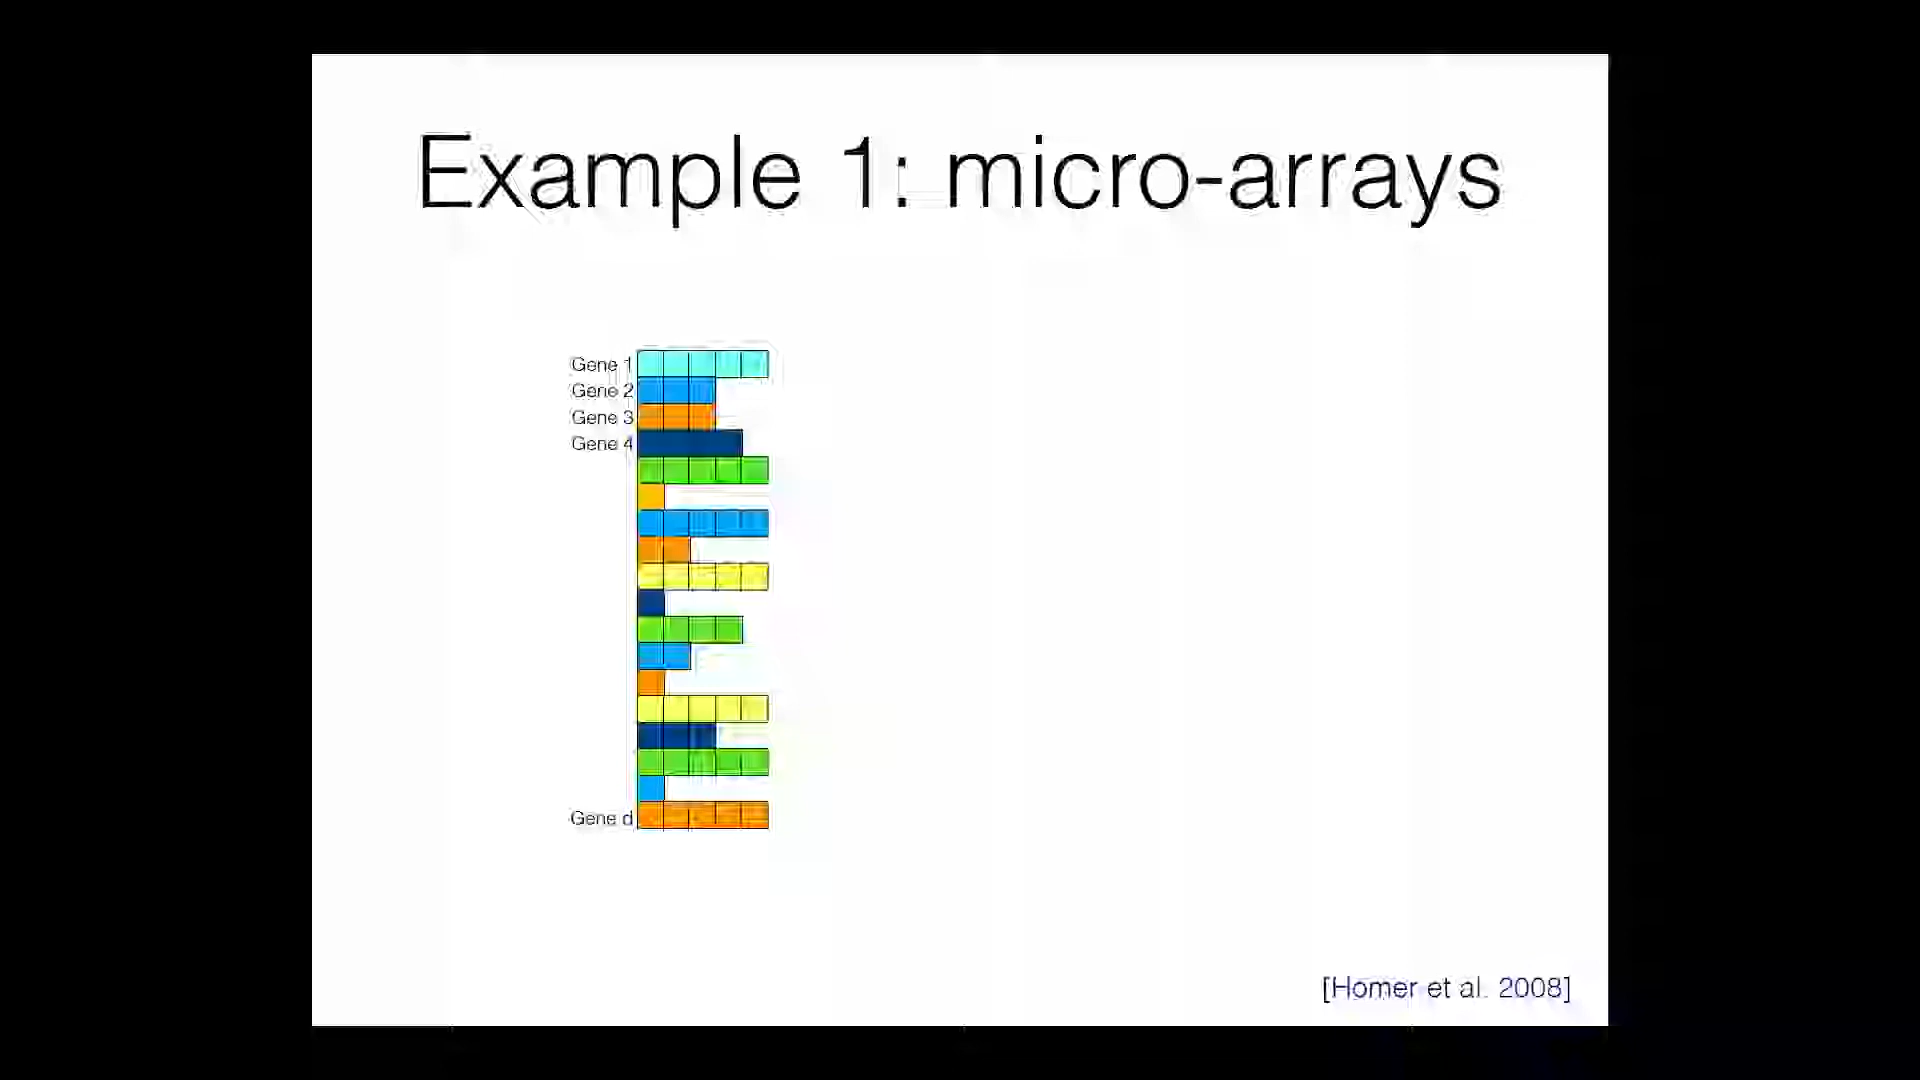 Example 1: micro-arrays
Gene 1
Gene 2
Gene 3
Gene 4
Gene d
[Homer et al. 2008]